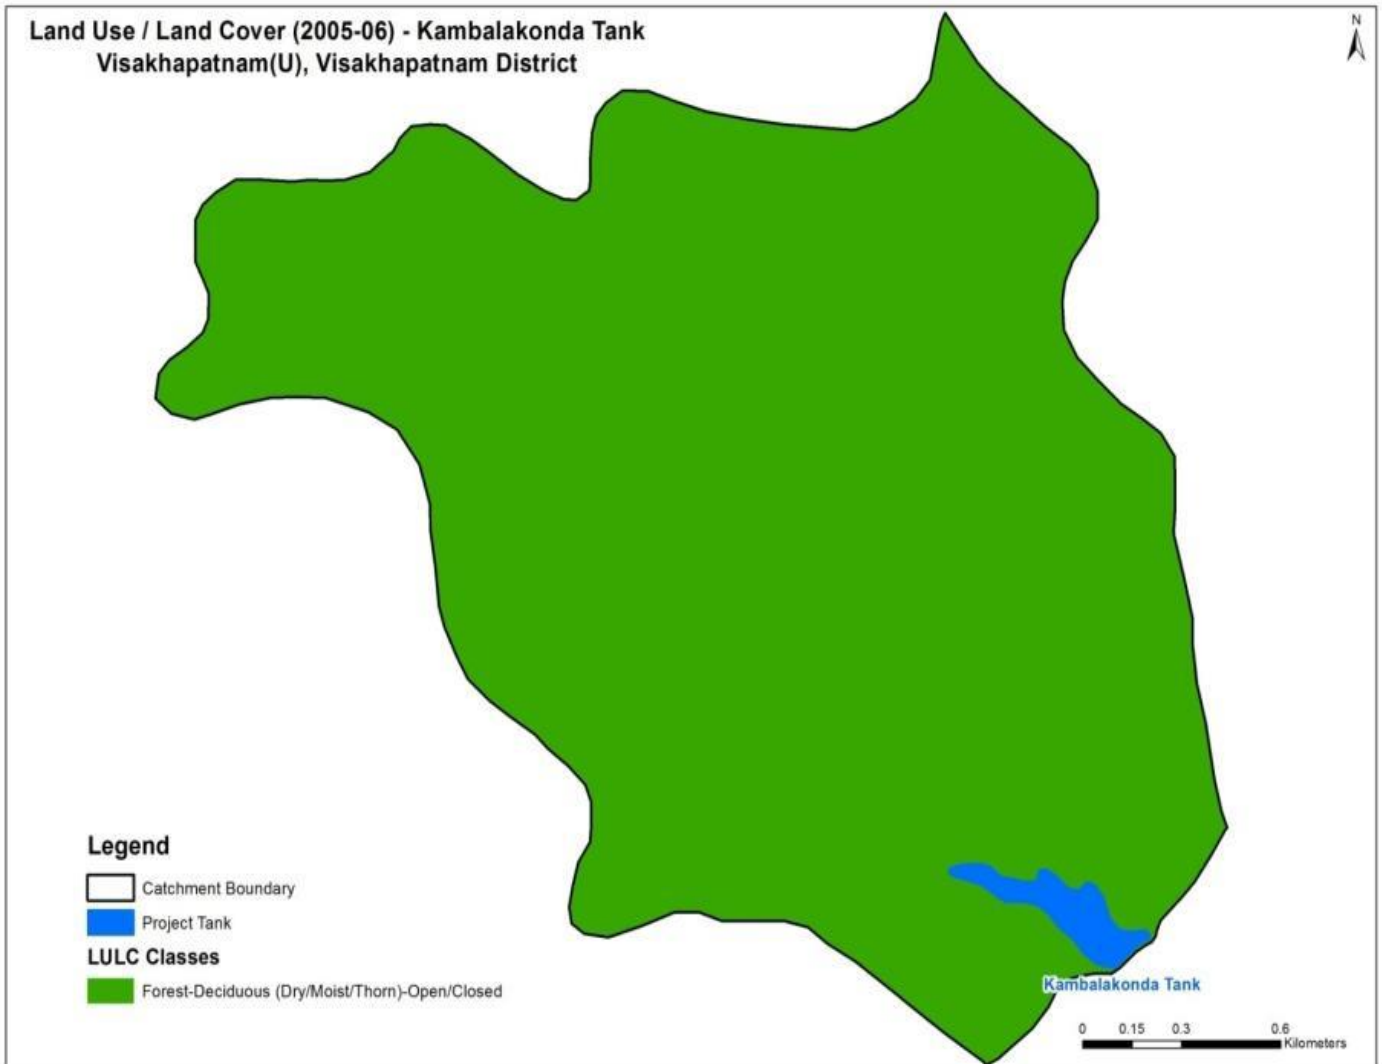 Land Use / Land Cover (2005-06) - Kambalakonda Tank
Visakhapatnam(U), Visakhapatnam District
N
Legend
Catchment Boundary
Project Tank
LULC Classes
Forest-Deciduous (Dry/Moist/Thorn)-Open/Closed
Kambalakonda Tank
0 0.15 0.3 0.6
Kilometers